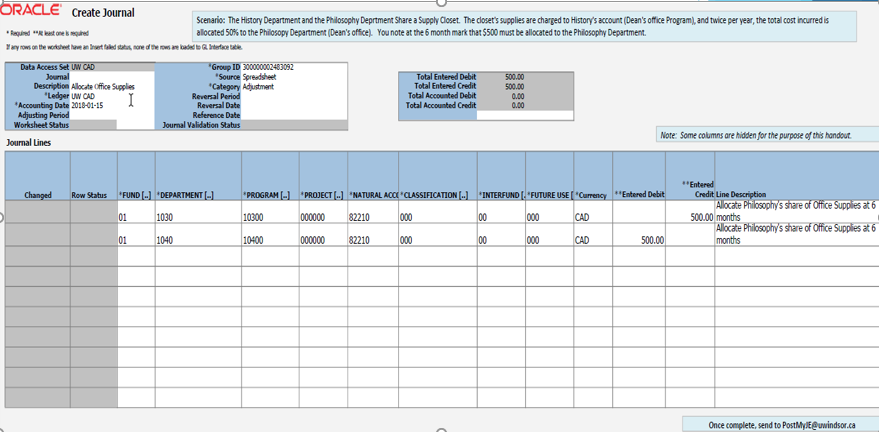 ORACLE
Create Journal
Scenario: The History Department and the Philosophy Deprtment Share a Supply Closet. The closet's supplies are charged to History's account (Dean's office Program), and twice per year, the total cost incurred is
allocated 50% to the Philosopy Department (Dean's office). You note at the 6 month mark that $500 must be allocated to the Philosophy Department.
* Required **At least one is required
If any rows on the worksheet have an Insert failed status, none of the rows are loaded to GL Interface table.
Data Access Set UW CAD *Group ID 300000002483092
Journal *Source Spreadsheet
Description Allocate Office Supplies *Category Adjustment
*Ledger UW CAD Reversal Period
*Accounting Date 2018-01-15 Reversal Date
Adjusting Period Reference Date
Worksheet Status Journal Validation Status
Total Entered Debit 500.00
Total Entered Credit 500.00
Total Accounted Debit 0.00
Total Accounted Credit 0.00
Note: Some columns are hidden for the purpose of this handout.
Journal Lines
Changed Row Status *FUND [..] *DEPARTMENT [..] *PROGRAM [..] *PROJECT [..] *NATURAL ACC( *CLASSIFICATION [..] *INTERFUND [. *FUTURE USE [ *Currency **Entered Debit **Entered Credit Line Description
01 1030 10300 000000 82210 000 00 000 CAD 500.00 Allocate Philosophy's share of Office Supplies at 6 months
01 1040 10400 000000 82210 000 00 000 CAD 500.00 Allocate Philosophy's share of Office Supplies at 6 months
Once complete, send to PostMyJE@uwindsor.ca